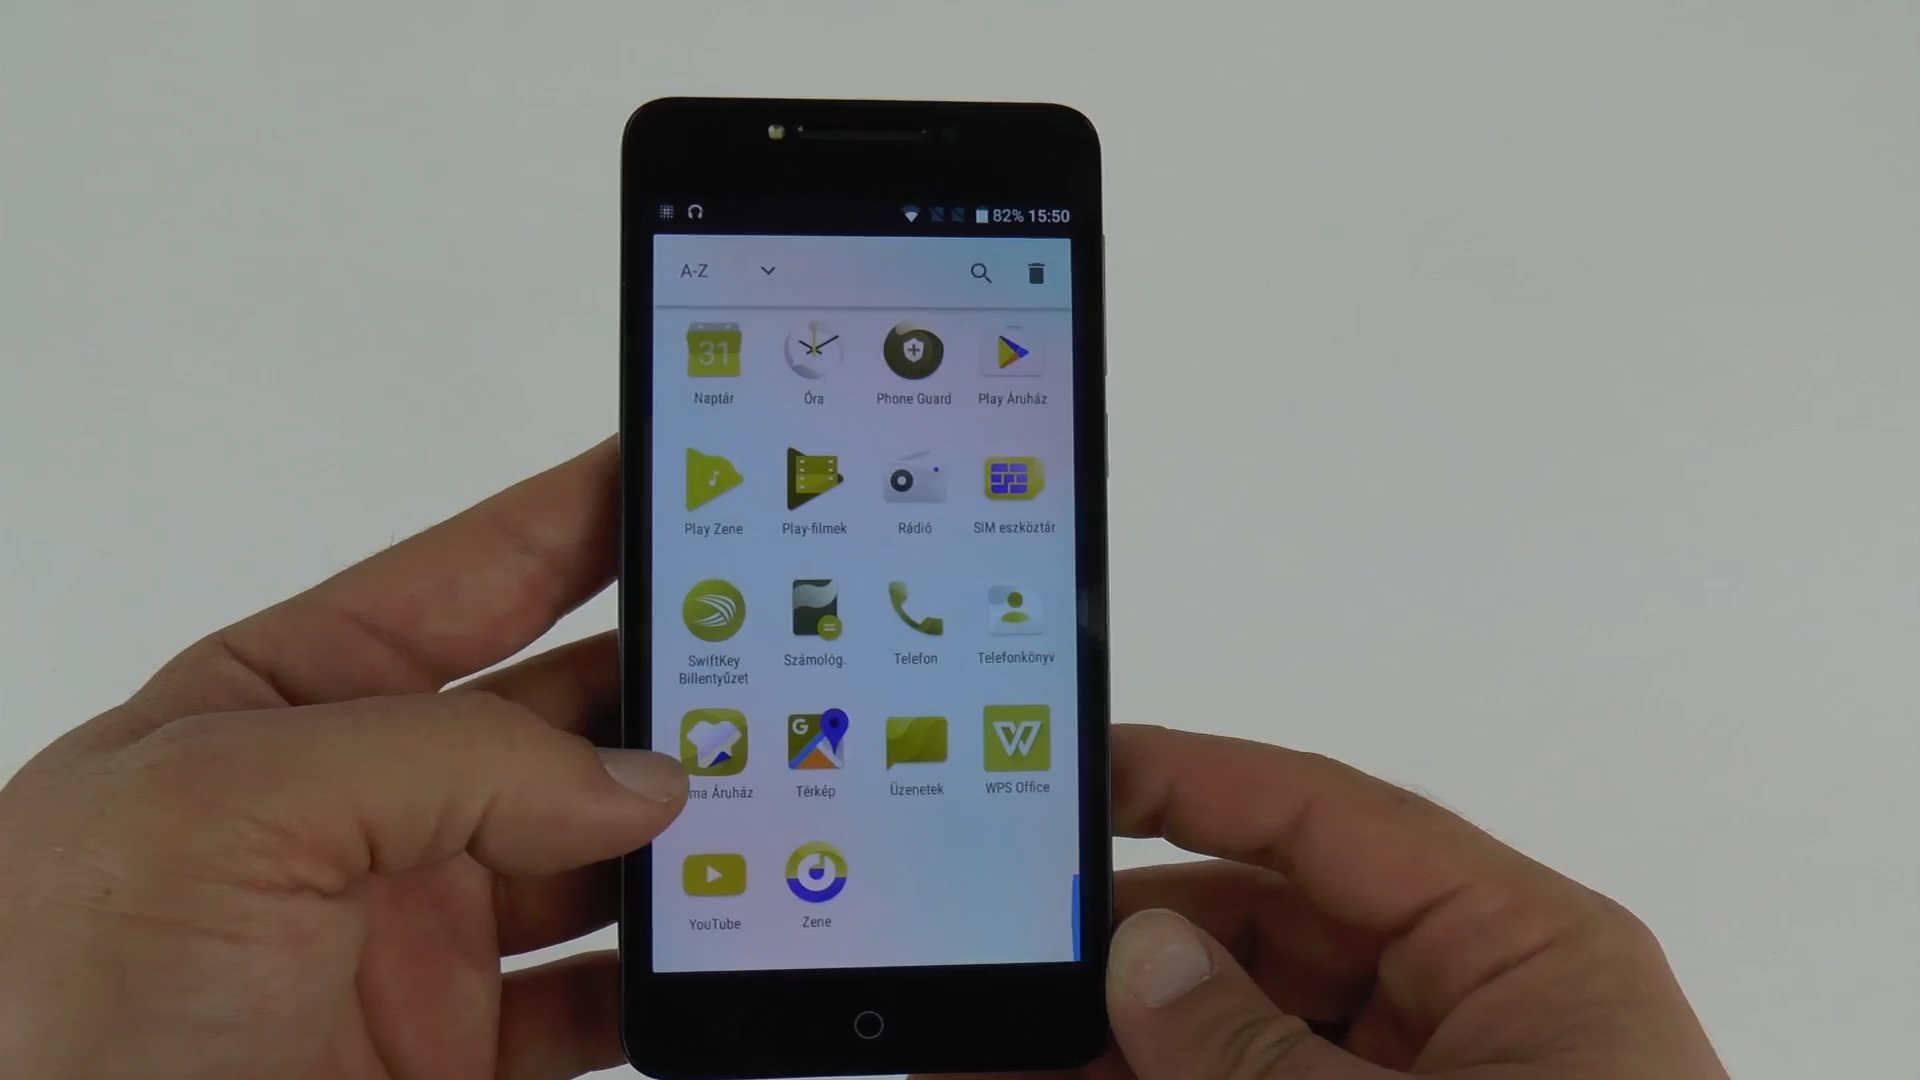 82% 15:50
A-Z
31
Naptár
Óra
Phone Guard
Play Áruház
Play Zene
Play-filmek
Rádió
SIM eszköztár
SwiftKey
Billentyűzet
Számológ.
Telefon
Telefonkönyv
G
W
ma Áruház
Térkép
Üzenetek
WPS Office
YouTube
Zene